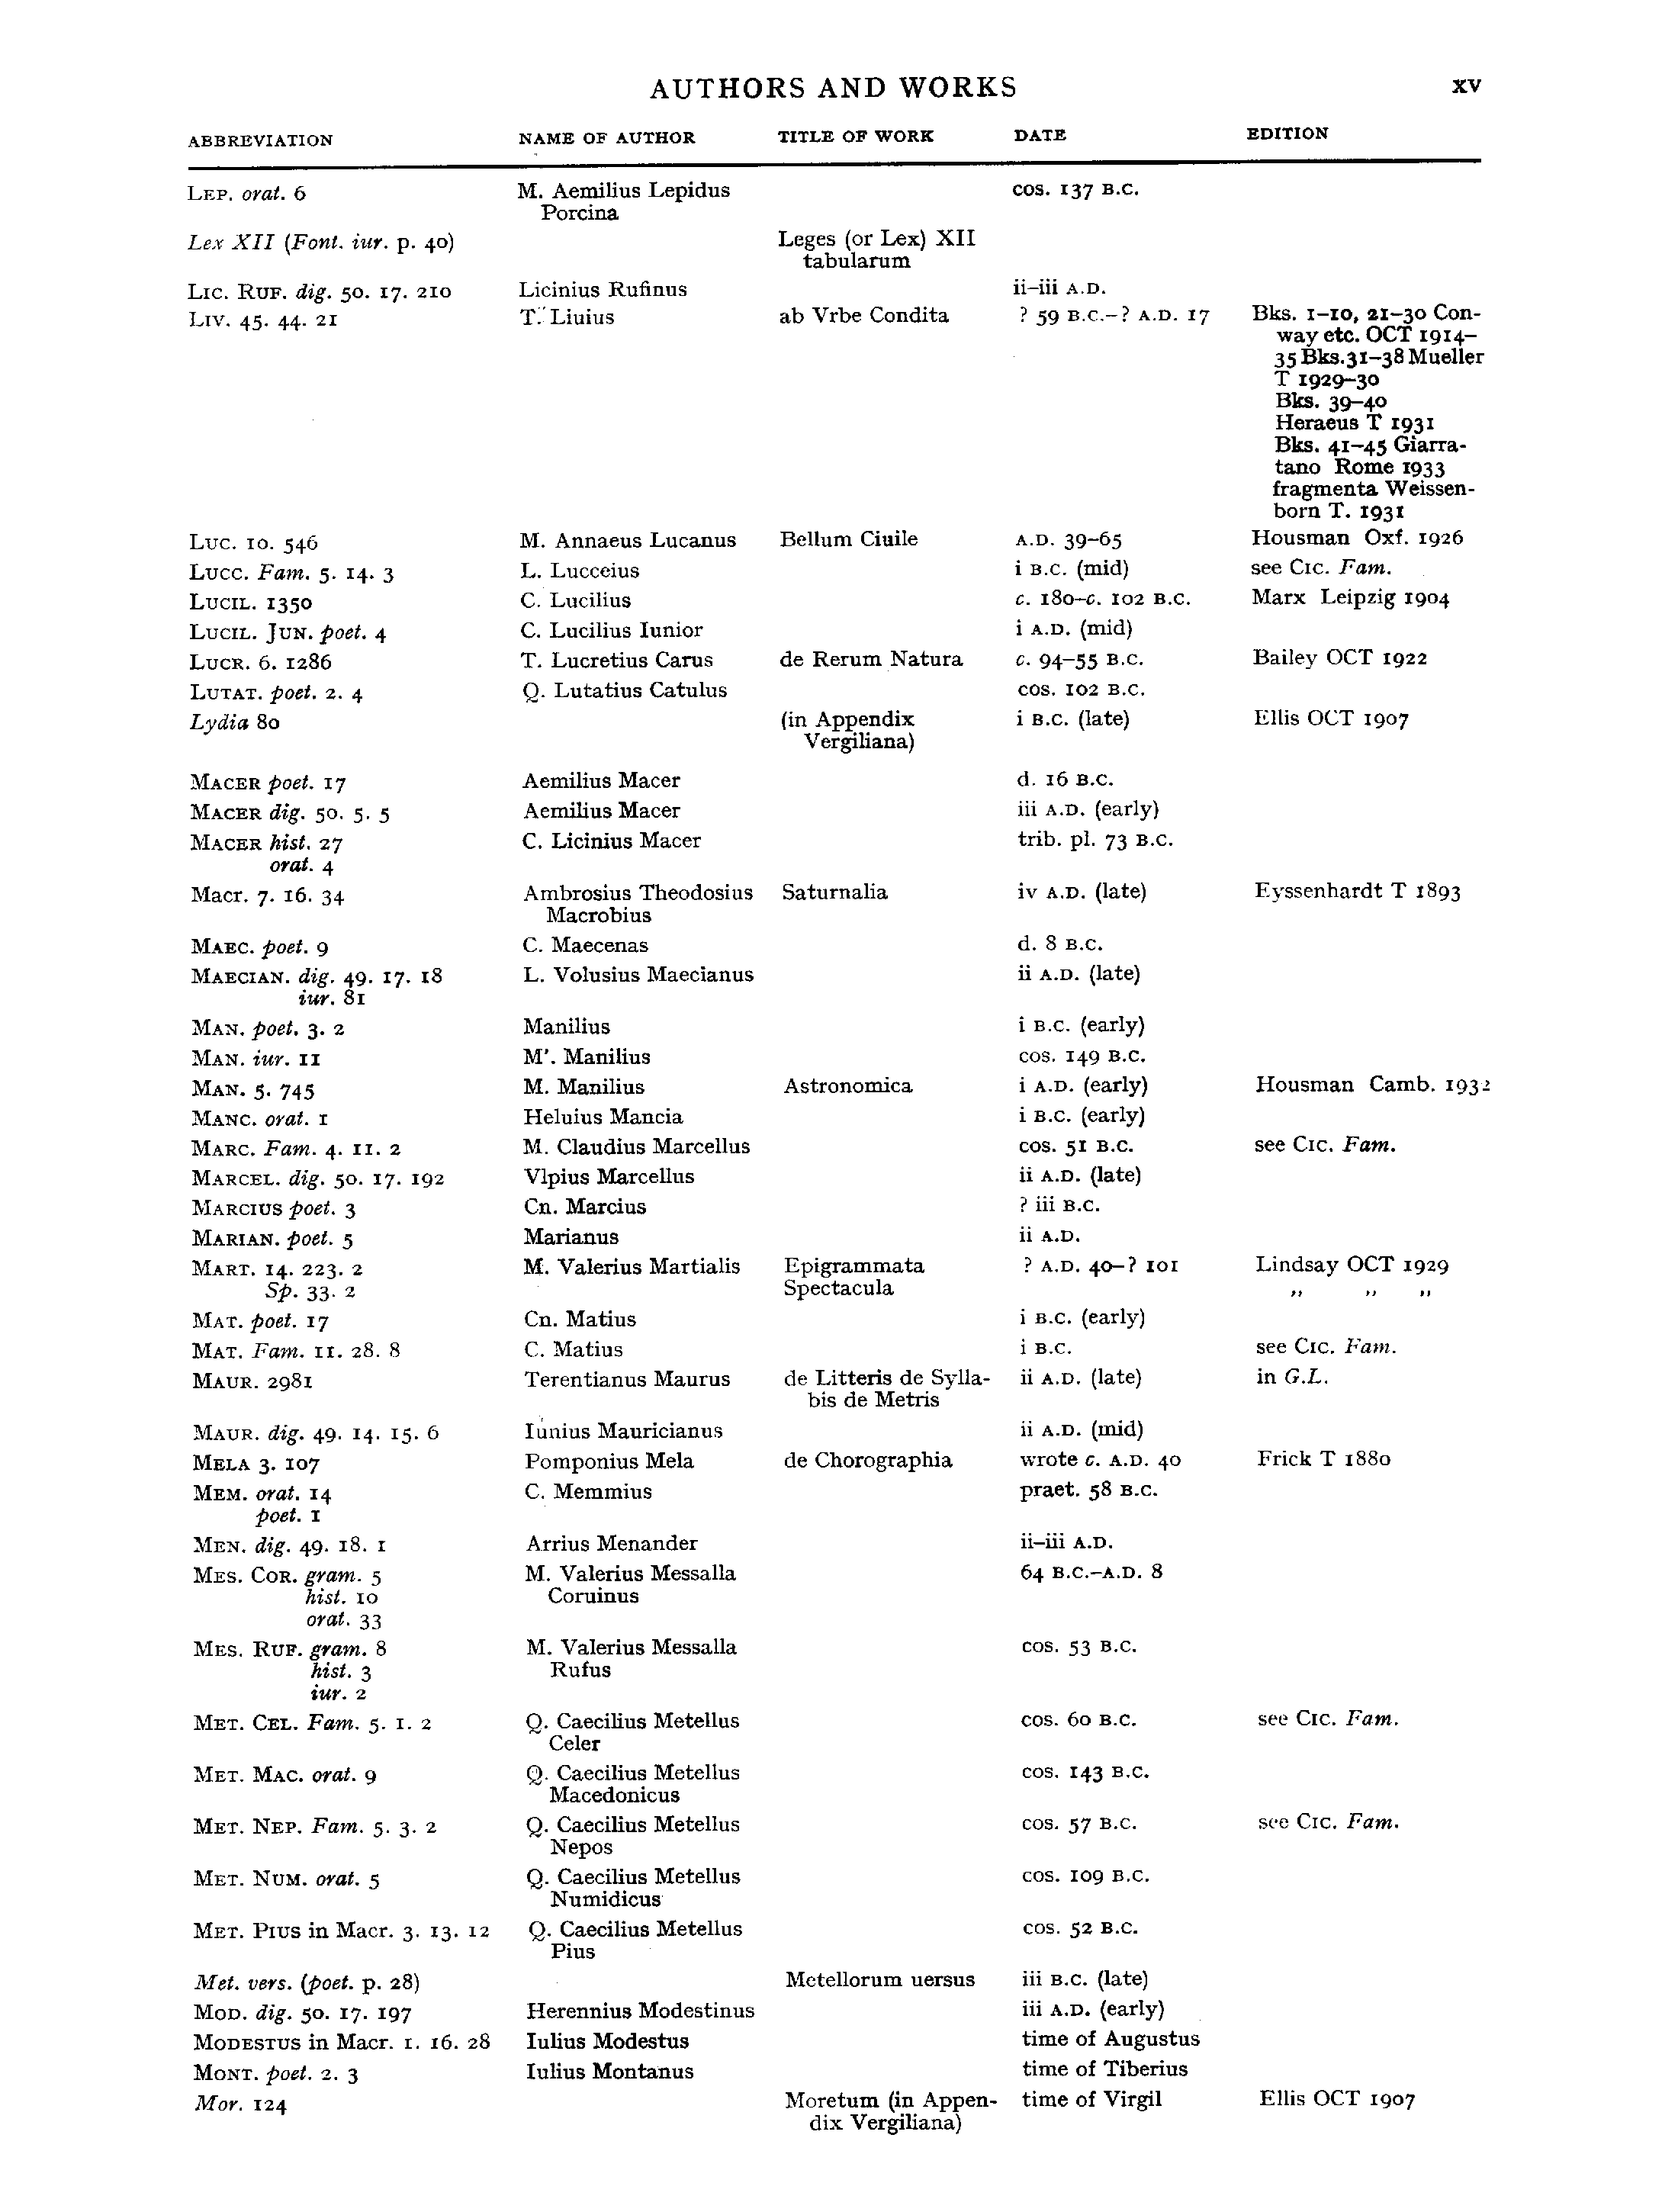 AUTHORS AND WORKS xv
ABBREVIATION NAME OF AUTHOR TITLE OF WORK DATE EDITION
LEP. orat. 6 M. Aemilius Lepidus cos. 137 B.C.
Porcina
Lex XII (Font. iur. p. 40) Leges (or Lex) XII
tabularum
LIC. RUF. dig. 50. 17. 210 Licinius Rufinus ii–iii A.D.
LIV. 45. 44. 21 T. Liuius ab Vrbe Condita ? 59 B.C.–? A.D. 17 Bks. 1–10, 21–30 Con-
way etc. OCT 1914–
35 Bks. 31–38 Mueller
T 1929–30
Bks. 39–40
Heraeus T 1931
Bks. 41–45 Giarra-
tano Rome 1933
fragmenta Weissen-
born T. 1931
LUC. 10. 546 M. Annaeus Lucanus Bellum Ciuile A.D. 39–65 Housman Oxf. 1926
LUCC. Fam. 5. 14. 3 L. Lucceius i B.C. (mid) see CIC. Fam.
LUCIL. 1350 C. Lucilius c. 180–c. 102 B.C. Marx Leipzig 1904
LUCIL. JUN. poet. 4 C. Lucilius Iunior i A.D. (mid)
LUCR. 6. 1286 T. Lucretius Carus de Rerum Natura c. 94–55 B.C. Bailey OCT 1922
LUTAT. poet. 2. 4 Q. Lutatius Catulus cos. 102 B.C.
Lydia 80 (in Appendix i B.C. (late) Ellis OCT 1907
Vergiliana)
MACER poet. 17 Aemilius Macer d. 16 B.C.
MACER dig. 50. 5. 5 Aemilius Macer iii A.D. (early)
MACER hist. 27 C. Licinius Macer trib. pl. 73 B.C.
orat. 4
Macr. 7. 16. 34 Ambrosius Theodosius Saturnalia iv A.D. (late) Eyssenhardt T 1893
Macrobius
MAEC. poet. 9 C. Maecenas d. 8 B.C.
MAECIAN. dig. 49. 17. 18 L. Volusius Maecianus ii A.D. (late)
iur. 81
MAN. poet. 3. 2 Manilius i B.C. (early)
MAN. iur. 11 M'. Manilius cos. 149 B.C.
MAN. 5. 745 M. Manilius Astronomica i A.D. (early) Housman Camb. 1932
MANC. orat. 1 Heluius Mancia i B.C. (early)
MARC. Fam. 4. 11. 2 M. Claudius Marcellus cos. 51 B.C. see CIC. Fam.
MARCEL. dig. 50. 17. 192 Vlpius Marcellus ii A.D. (late)
MARCIUS poet. 3 Cn. Marcius ? iii B.C.
MARIAN. poet. 5 Marianus ii A.D.
MART. 14. 223. 2 M. Valerius Martialis Epigrammata ? A.D. 40–? 101 Lindsay OCT 1929
Sp. 33. 2 Spectacula ,, ,, ,,
MAT. poet. 17 Cn. Matius i B.C. (early)
MAT. Fam. 11. 28. 8 C. Matius i B.C. see CIC. Fam.
MAUR. 2981 Terentianus Maurus de Litteris de Sylla- ii A.D. (late) in G.L.
bis de Metris
MAUR. dig. 49. 14. 15. 6 Iunius Mauricianus ii A.D. (mid)
MELA 3. 107 Pomponius Mela de Chorographia wrote c. A.D. 40 Frick T 1880
MEM. orat. 14 C. Memmius praet. 58 B.C.
poet. 1
MEN. dig. 49. 18. 1 Arrius Menander ii–iii A.D.
MES. COR. gram. 5 M. Valerius Messalla 64 B.C.–A.D. 8
hist. 10 Coruinus
orat. 33
MES. RUF. gram. 8 M. Valerius Messalla cos. 53 B.C.
hist. 3 Rufus
iur. 2
MET. CEL. Fam. 5. 1. 2 Q. Caecilius Metellus cos. 60 B.C. see CIC. Fam.
Celer
MET. MAC. orat. 9 Q. Caecilius Metellus cos. 143 B.C.
Macedonicus
MET. NEP. Fam. 5. 3. 2 Q. Caecilius Metellus cos. 57 B.C. see CIC. Fam.
Nepos
MET. NUM. orat. 5 Q. Caecilius Metellus cos. 109 B.C.
Numidicus
MET. PIUS in Macr. 3. 13. 12 Q. Caecilius Metellus cos. 52 B.C.
Pius
Met. vers. (poet. p. 28) Metellorum uersus iii B.C. (late)
MOD. dig. 50. 17. 197 Herennius Modestinus iii A.D. (early)
MODESTUS in Macr. 1. 16. 28 Iulius Modestus time of Augustus
MONT. poet. 2. 3 Iulius Montanus time of Tiberius
Mor. 124 Moretum (in Appen- time of Virgil Ellis OCT 1907
dix Vergiliana)